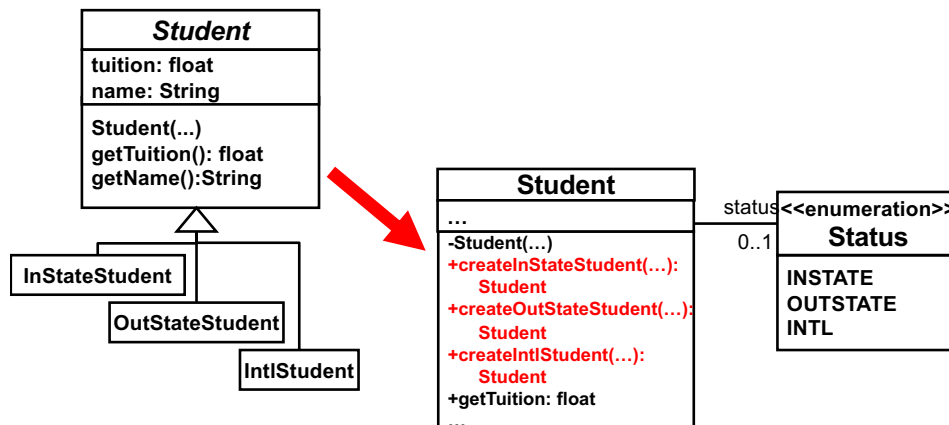 Student
tuition: float
name: String
Student(...)
getTuition(): float
getName():String
InStateStudent
OutStateStudent
IntlStudent
Student
...
-Student(…)
+createInStateStudent(…):
Student
+createOutStateStudent(…):
Student
+createIntlStudent(…):
Student
+getTuition: float
...
status
0..1
<<enumeration>>
Status
INSTATE
OUTSTATE
INTL